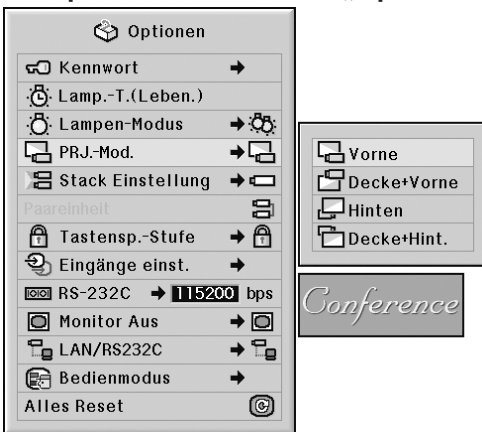 Optionen
Kennwort
Lamp.-T.(Leben.)
Lampen-Modus
PRJ.-Mod.
Stack Einstellung
Paareinheit
Tastensp.-Stufe
Eingänge einst.
RS-232C 115200 bps
Monitor Aus
LAN/RS232C
Bedienmodus
Alles Reset
Vorne
Decke+Vorne
Hinten
Decke+Hint.
Conference